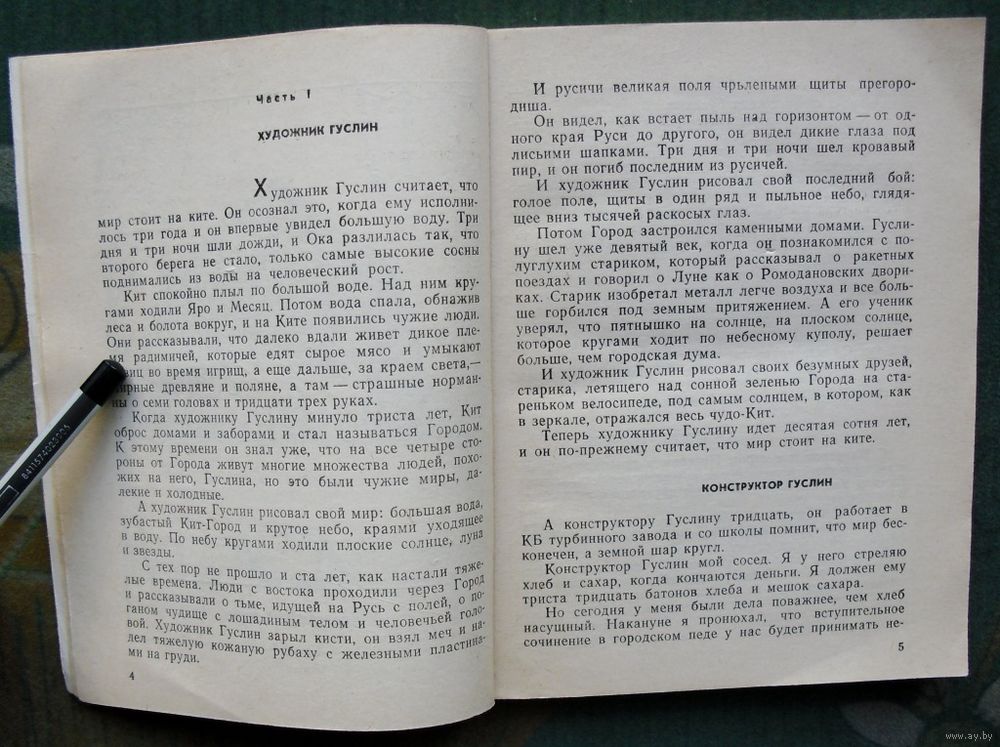 Часть I
ХУДОЖНИК ГУСЛИН
Художник Гуслин считает, что
мир стоит на ките. Он осознал это, когда ему исполни-
лось три года и он впервые увидел большую воду. Три
дня и три ночи шли дожди, и Ока разлилась так, что
второго берега не стало, только самые высокие сосны
поднимались из воды на человеческий рост.
Кит спокойно плыл по большой воде. Над ним кру-
гами ходили Яро и Месяц. Потом вода спала, обнажив
леса и болота вокруг, и на Ките появились чужие люди.
Они рассказывали, что далеко вдали живет дикое пле-
мя радимичей, которые едят сырое мясо и умыкают
во время игрищ, а еще дальше, за краем света,—
древляне и поляне, а там — страшные норман-
ны о семи головах и тридцати трех руках.
Когда художнику Гуслину минуло триста лет, Кит
оброс домами и заборами и стал называться Городом.
К этому времени он знал уже, что на все четыре сто-
роны от Города живут многие множества людей, похо-
жих на него, Гуслина, но это были чужие миры, да-
лекие и холодные.
А художник Гуслин рисовал свой мир: большая вода,
зубастый Кит-Город и крутое небо, краями уходящее
в воду. По небу кругами ходили плоские солнце, луна
и звезды.
С тех пор не прошло и ста лет, как настали тяже-
лые времена. Люди с востока проходили через Город
и рассказывали о тьме, идущей на Русь с полей, о по-
ганом чудище с лошадиным телом и человечьей голо-
вой. Художник Гуслин зарыл кисти, он взял меч и на-
дел тяжелую кожаную рубаху с железными пластина-
ми на груди.
4
И русичи великая поля чрьлеными щиты прегоро-
диша.
Он видел, как встает пыль над горизонтом — от од-
ного края Руси до другого, он видел дикие глаза под
лисьими шапками. Три дня и три ночи шел кровавый
пир, и он погиб последним из русичей.
И художник Гуслин рисовал свой последний бой:
голое поле, щиты в один ряд и пыльное небо, глядя-
щее вниз тысячей раскосых глаз.
Потом Город застроился каменными домами. Гусли-
ну шел уже девятый век, когда он познакомился с по-
луглухим стариком, который рассказывал о ракетных
поездах и говорил о Луне как о Ромодановских двори-
ках. Старик изобретал металл легче воздуха и все боль-
ше горбился под земным притяжением. А его ученик
уверял, что пятнышко на солнце, на плоском солнце,
которое кругами ходит по небесному куполу, решает
больше, чем городская дума.
И художник Гуслин рисовал своих безумных друзей,
старика, летящего над сонной зеленью Города на ста-
реньком велосипеде, под самым солнцем, в котором, как
в зеркале, отражался весь чудо-Кит.
Теперь художнику Гуслину идет десятая сотня лет,
и он по-прежнему считает, что мир стоит на ките.
КОНСТРУКТОР ГУСЛИН
А конструктору Гуслину тридцать, он работает в
КБ турбинного завода и со школы помнит, что мир бес-
конечен, а земной шар кругл.
Конструктор Гуслин мой сосед. Я у него стреляю
хлеб и сахар, когда кончаются деньги. Я должен ему
триста тридцать батонов хлеба и мешок сахара.
Но сегодня у меня были дела поважнее, чем хлеб
насущный. Накануне я пронюхал, что вступительное
сочинение в городском педе у нас будет принимать не-
5
8411574023906
www.ay.by